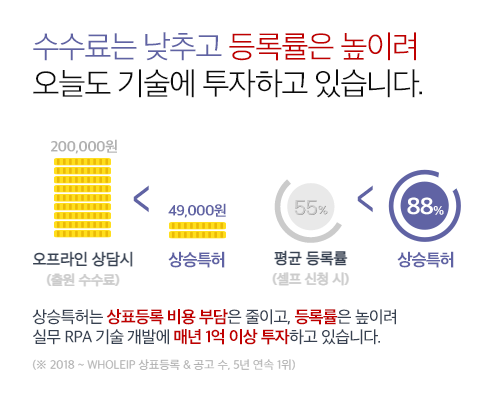 수수료는 낮추고 등록률은 높이려
오늘도 기술에 투자하고 있습니다.
200,000원
<
49,000원
오프라인 상담시
(출원 수수료)
상승특허
55%
<
88%
평균 등록률
(셀프 신청 시)
상승특허
상승특허는 상표등록 비용 부담은 줄이고, 등록률은 높이려
실무 RPA 기술 개발에 매년 1억 이상 투자하고 있습니다.
(※ 2018 ~ WHOLEIP 상표등록 & 공고 수, 5년 연속 1위)